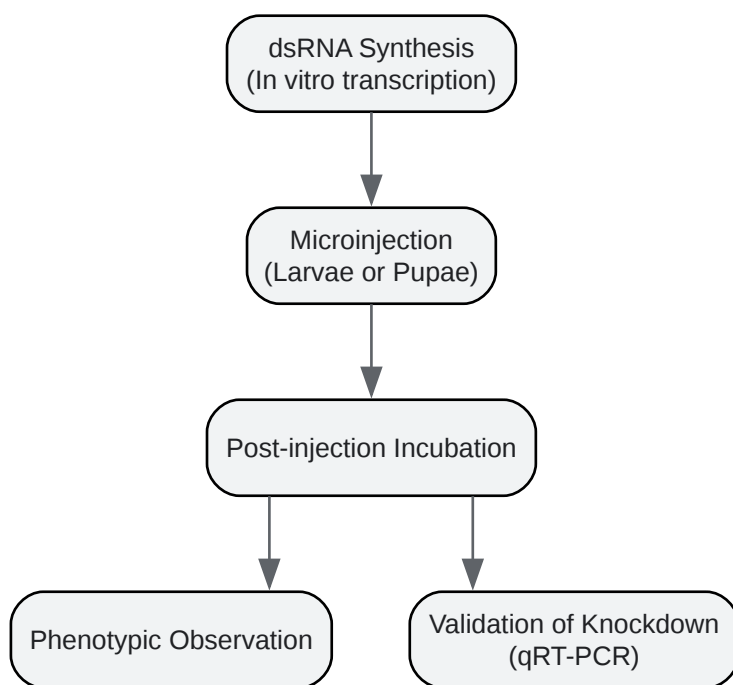 dsRNA Synthesis
(In vitro transcription)
Microinjection
(Larvae or Pupae)
Post-injection Incubation
Phenotypic Observation
Validation of Knockdown
(qRT-PCR)